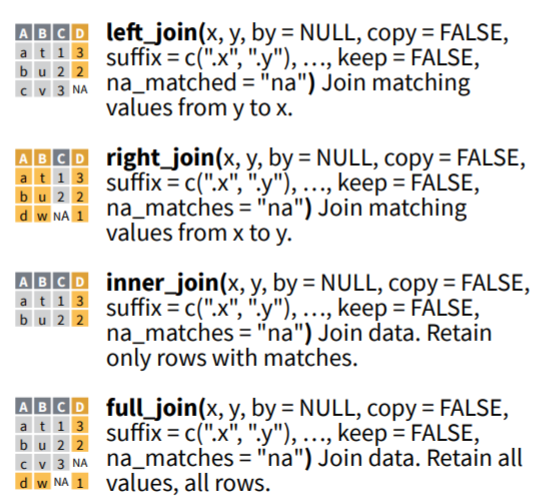 A B C D
a t 1 3
b u 2 2
c v 3 NA
left_join(x, y, by = NULL, copy = FALSE,
suffix = c(".x", ".y"), …, keep = FALSE,
na_matched = "na") Join matching
values from y to x.
A B C D
a t 1 3
b u 2 2
d w NA 1
right_join(x, y, by = NULL, copy = FALSE,
suffix = c(".x", ".y"), …, keep = FALSE,
na_matches = "na") Join matching
values from x to y.
A B C D
a t 1 3
b u 2 2
inner_join(x, y, by = NULL, copy = FALSE,
suffix = c(".x", ".y"), …, keep = FALSE,
na_matches = "na") Join data. Retain
only rows with matches.
A B C D
a t 1 3
b u 2 2
c v 3 NA
d w NA 1
full_join(x, y, by = NULL, copy = FALSE,
suffix = c(".x", ".y"), …, keep = FALSE,
na_matches = "na") Join data. Retain all
values, all rows.